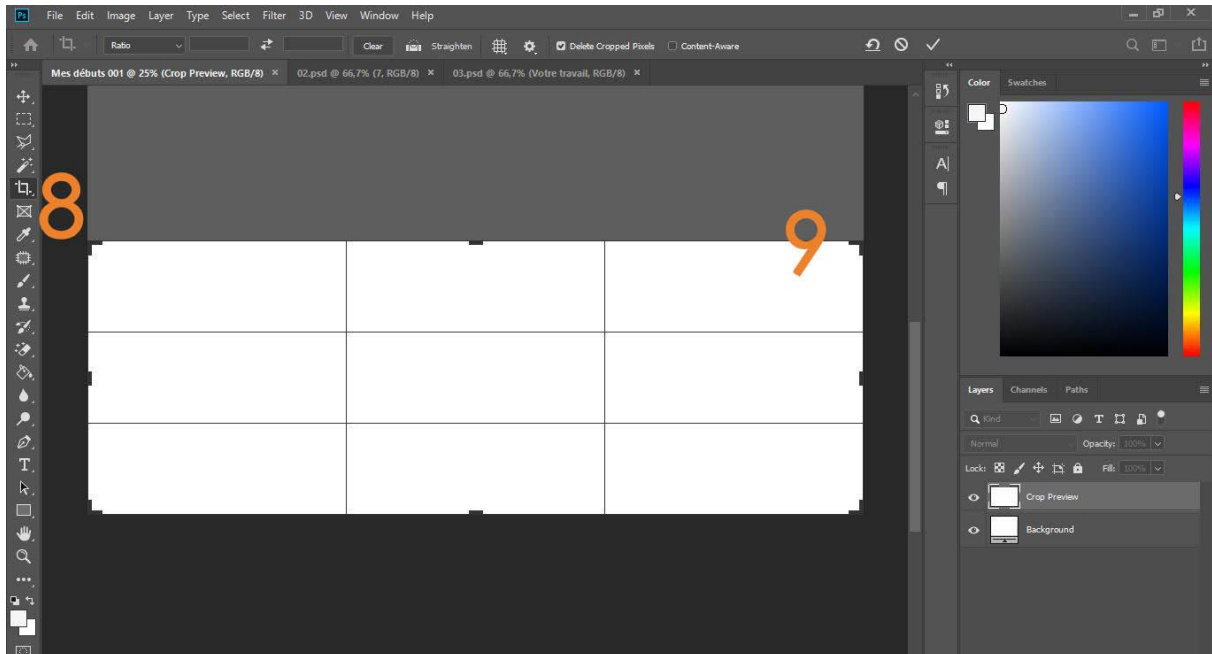 Ps File Edit Image Layer Type Select Filter 3D View Window Help
Ratio Clear Straighten Delete Cropped Pixels Content-Aware
Mes débuts 001 @ 25% (Crop Preview, RGB/8) × 02.psd @ 66,7% (7, RGB/8) × 03.psd @ 66,7% (Votre travail, RGB/8) ×
Color Swatches
8
9
Layers Channels Paths
Kind
Normal Opacity: 100%
Lock: Fill: 100%
Crop Preview
Background